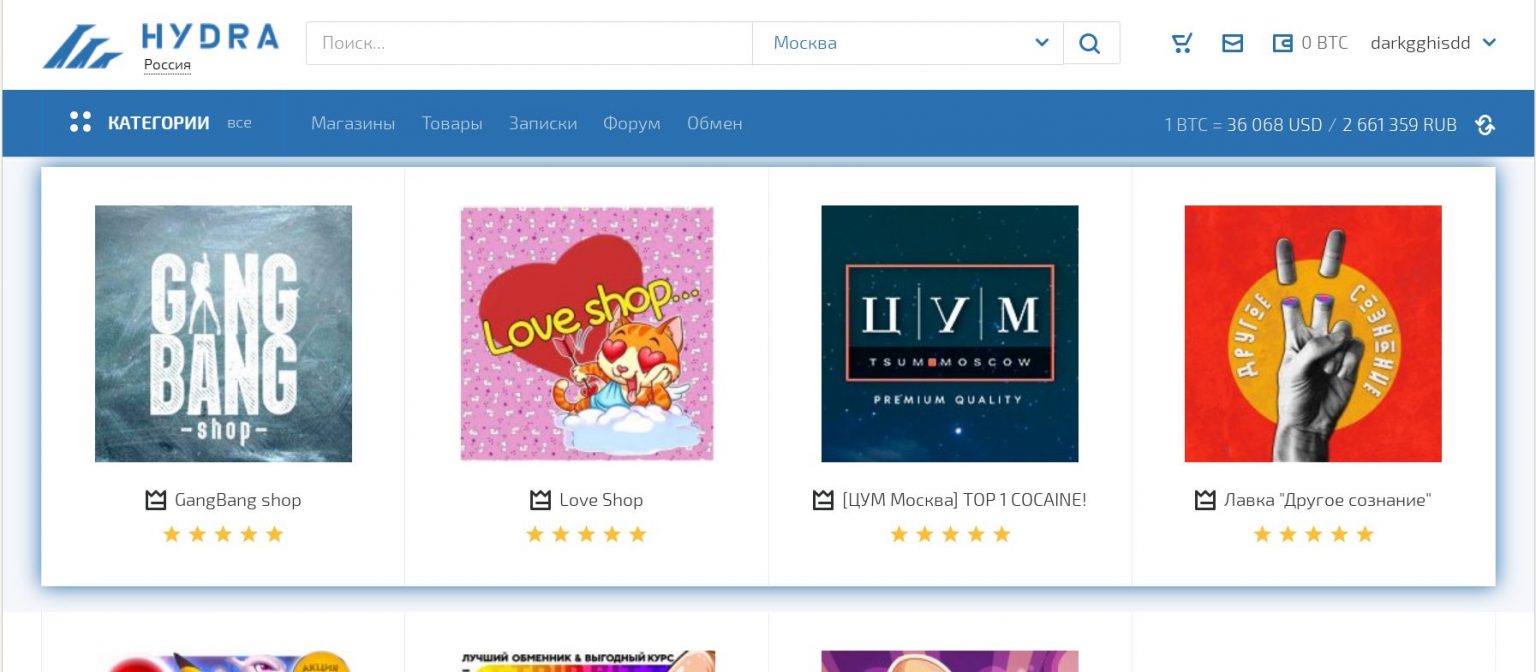 HYDRA
Россия
Поиск...
Москва
0 BTC
darkgghisdd
КАТЕГОРИИ все
Магазины Товары Записки Форум Обмен
1 BTC = 36 068 USD / 2 661 359 RUB
GANG
BANG
-shop-
Love shop...
Ц У М
TSUM MOSCOW
PREMIUM QUALITY
ДРУГОЕ
СОЗНАНИЕ
GangBang shop
Love Shop
[ЦУМ Москва] TOP 1 COCAINE!
Лавка "Другое сознание"
АКЦИЯ
ЛУЧШИЙ ОБМЕННИК & ВЫГОДНЫЙ КУРС